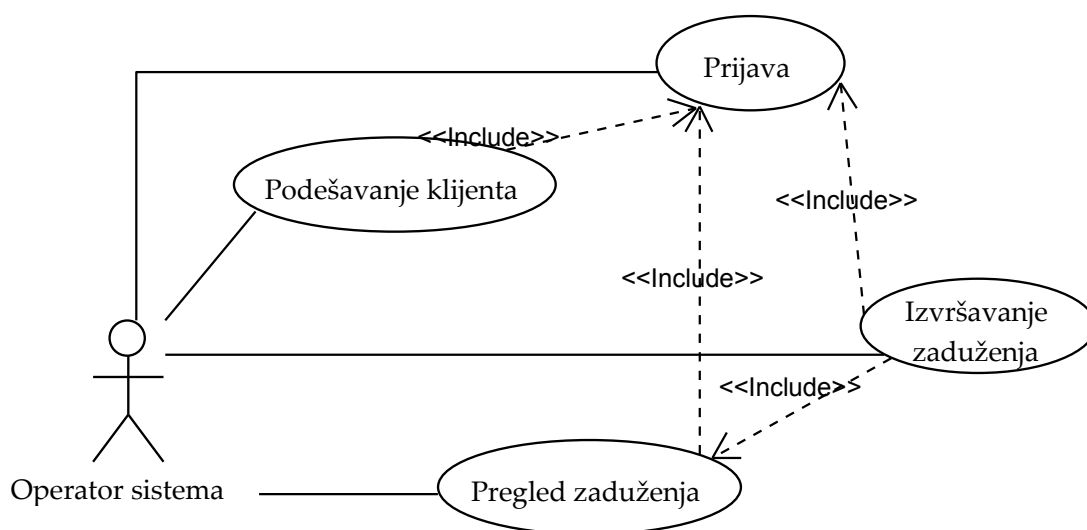 Prijava
<<Include>>
Podešavanje klijenta
<<Include>>
<<Include>>
Izvršavanje
zaduženja
<<Include>>
Operator sistema
Pregled zaduženja